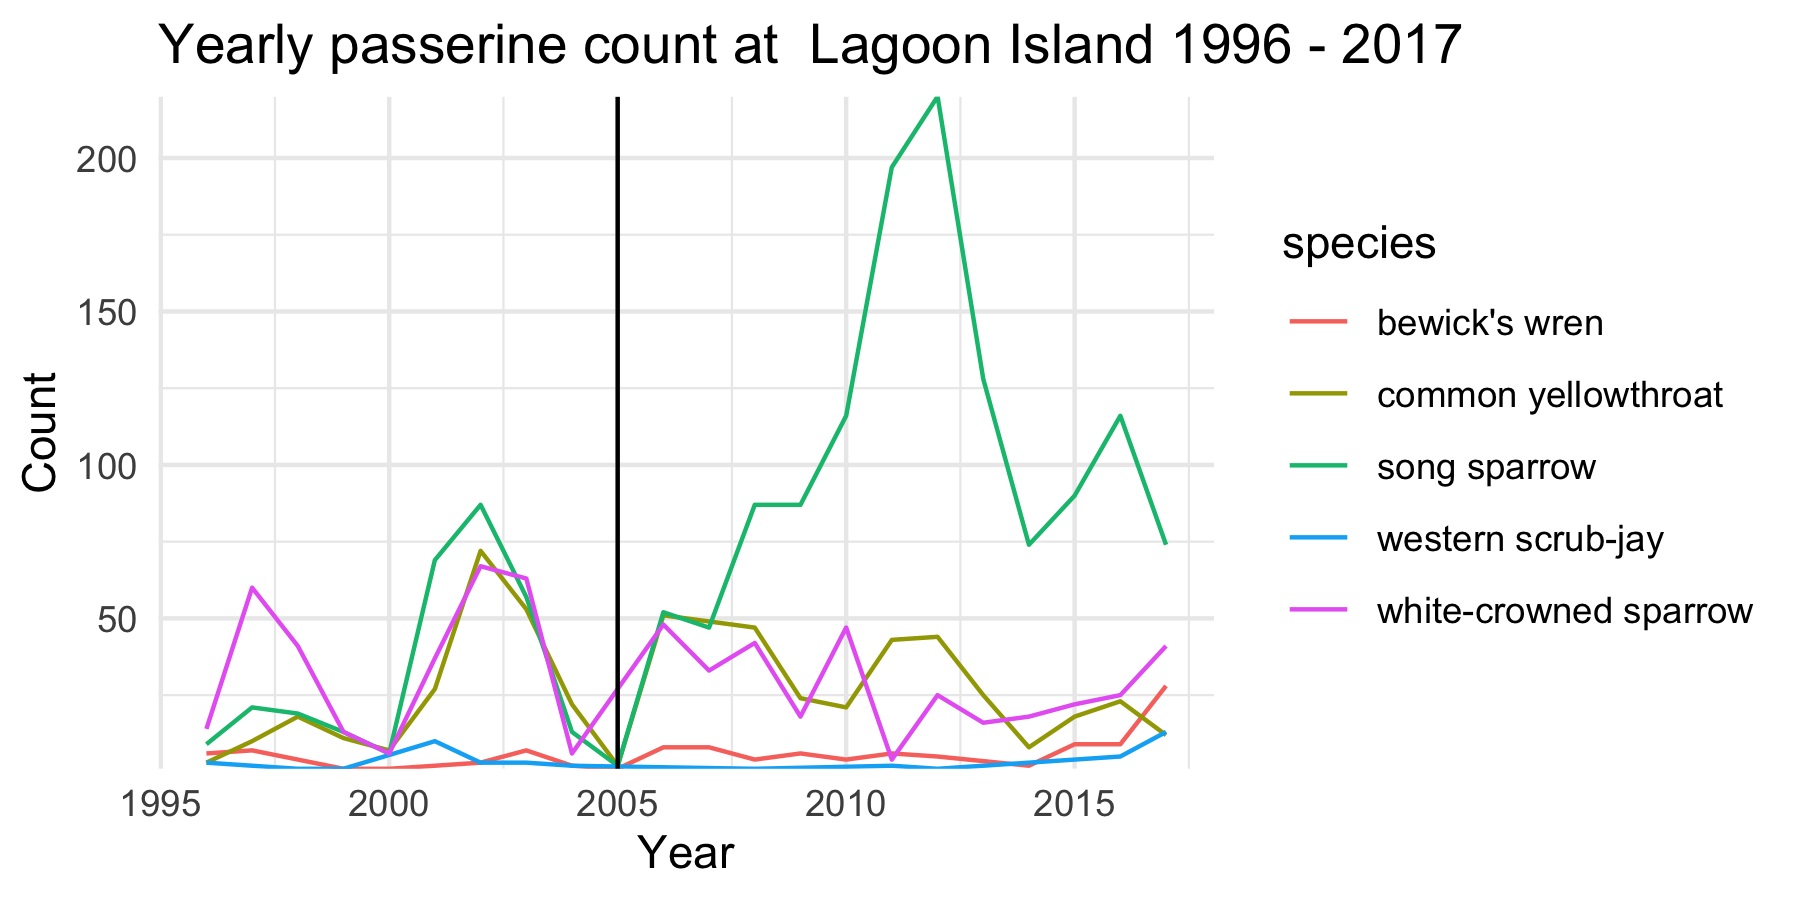 Yearly passerine count at  Lagoon Island 1996 - 2017
200
150
100
50
Count
1995 2000 2005 2010 2015
Year
species
bewick's wren
common yellowthroat
song sparrow
western scrub-jay
white-crowned sparrow